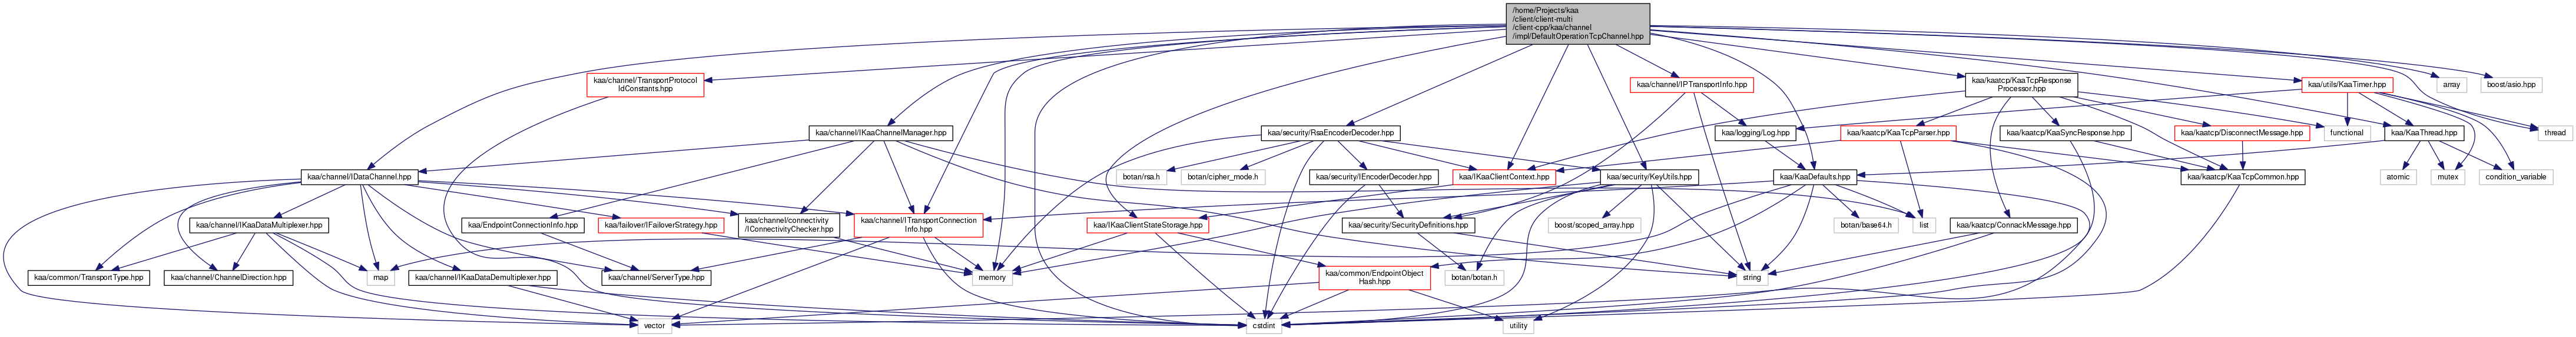 /home/Projects/kaa
/client/client-multi
/client-cpp/kaa/channel
/impl/DefaultOperationTcpChannel.hpp
kaa/channel/TransportProtocol
IdConstants.hpp
kaa/channel/IPTransportInfo.hpp
kaa/kaatcp/KaaTcpResponse
Processor.hpp
kaa/utils/KaaTimer.hpp
array
boost/asio.hpp
kaa/channel/IKaaChannelManager.hpp
kaa/security/RsaEncoderDecoder.hpp
kaa/logging/Log.hpp
kaa/kaatcp/KaaTcpParser.hpp
kaa/kaatcp/KaaSyncResponse.hpp
kaa/kaatcp/DisconnectMessage.hpp
functional
kaa/KaaThread.hpp
thread
kaa/channel/IDataChannel.hpp
botan/rsa.h
botan/cipher_mode.h
kaa/security/IEncoderDecoder.hpp
kaa/IKaaClientContext.hpp
kaa/security/KeyUtils.hpp
kaa/KaaDefaults.hpp
kaa/kaatcp/KaaTcpCommon.hpp
atomic
mutex
condition_variable
kaa/channel/IKaaDataMultiplexer.hpp
kaa/EndpointConnectionInfo.hpp
kaa/failover/IFailoverStrategy.hpp
kaa/channel/connectivity
/IConnectivityChecker.hpp
kaa/channel/ITransportConnection
Info.hpp
kaa/IKaaClientStateStorage.hpp
boost/scoped_array.hpp
kaa/security/SecurityDefinitions.hpp
botan/base64.h
list
kaa/kaatcp/ConnackMessage.hpp
kaa/common/TransportType.hpp
kaa/channel/ChannelDirection.hpp
map
kaa/channel/IKaaDataDemultiplexer.hpp
kaa/channel/ServerType.hpp
memory
kaa/common/EndpointObject
Hash.hpp
botan/botan.h
string
vector
cstdint
utility